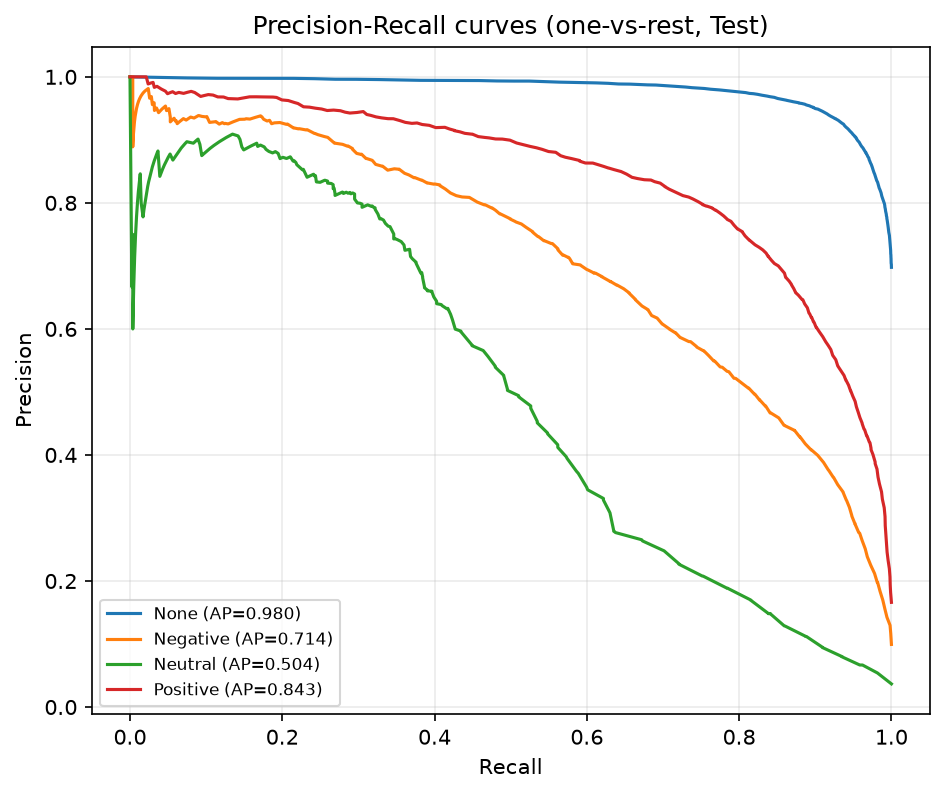 Precision-Recall curves (one-vs-rest, Test)
Precision
1.0
0.8
0.6
0.4
0.2
0.0
None (AP=0.980)
Negative (AP=0.714)
Neutral (AP=0.504)
Positive (AP=0.843)
0.0 0.2 0.4 0.6 0.8 1.0
Recall